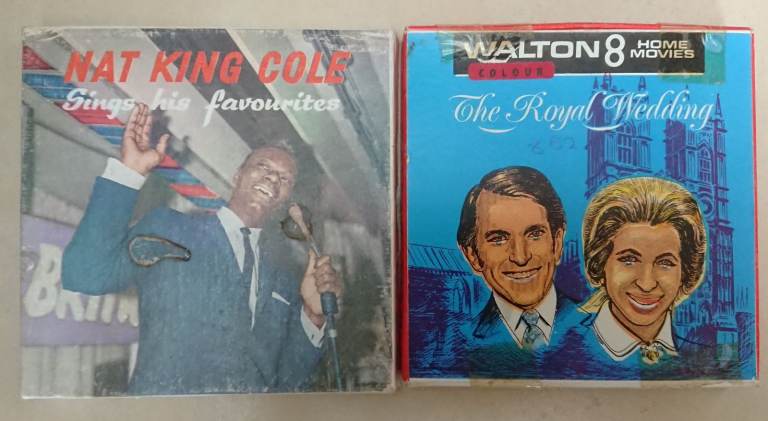 NAT KING COLE
Sings his favourites
WALTON 8 HOME MOVIES
COLOUR
The Royal Wedding